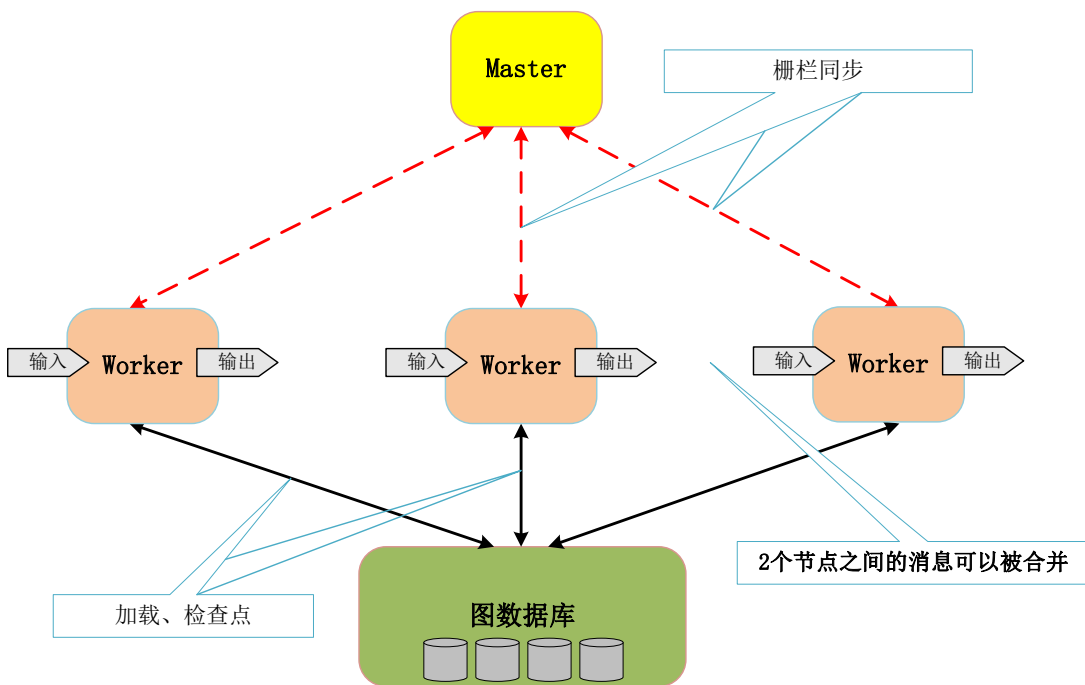 Master
栅栏同步
输入
Worker
输出
输入
Worker
输出
输入
Worker
输出
2个节点之间的消息可以被合并
加载、检查点
图数据库